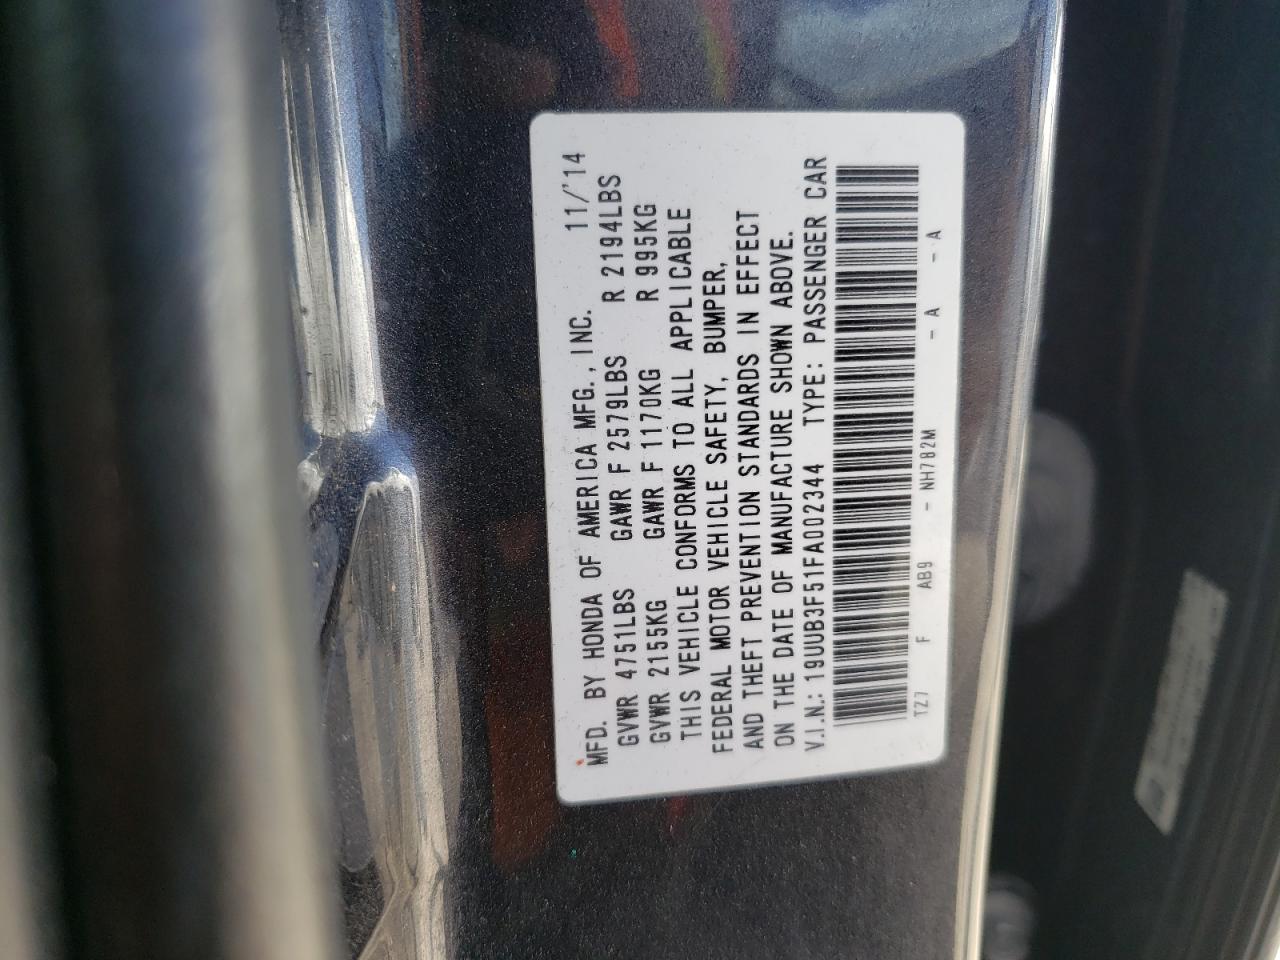 MFD. BY HONDA OF AMERICA MFG.,INC. 11/'14
GVWR 4751LBS GAWR F 2579LBS R 2194LBS
GVWR 2155KG GAWR F 1170KG R 995KG
THIS VEHICLE CONFORMS TO ALL APPLICABLE
FEDERAL MOTOR VEHICLE SAFETY, BUMPER,
AND THEFT PREVENTION STANDARDS IN EFFECT
ON THE DATE OF MANUFACTURE SHOWN ABOVE.
V.I.N.: 19UUB3F51FA002344 TYPE: PASSENGER CAR
TZ7 F AB9 - NH782M - A - A